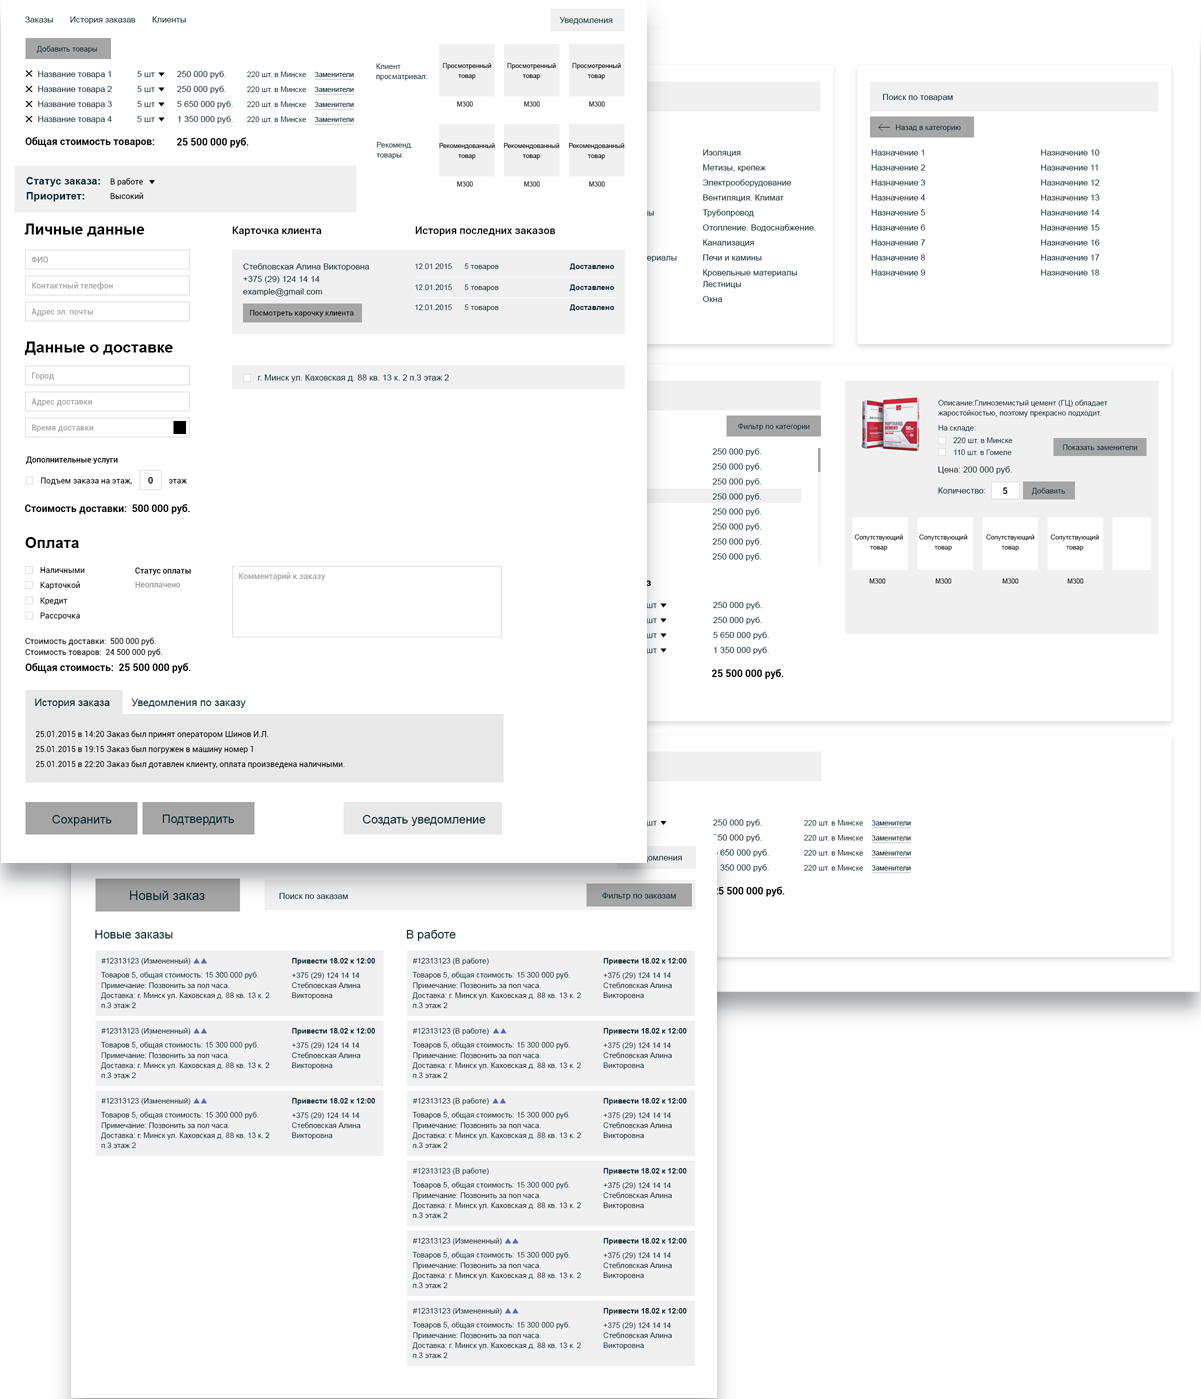 Заказы История заказав Клиенты
Уведомления
Добавить товары
Название товара 1 5 шт 250 000 руб. 220 шт. в Минске Заменители
Название товара 2 5 шт 250 000 руб. 220 шт. в Минске Заменители
Название товара 3 5 шт 5 650 000 руб. 220 шт. в Минске Заменители
Название товара 4 5 шт 1 350 000 руб. 220 шт. в Минске Заменители
Общая стоимость товаров: 25 500 000 руб.
Клиент
просматривал:
Просмотренный
товар
Просмотренный
товар
Просмотренный
товар
М300 М300 М300
Рекоменд.
товары:
Рекомендованный
товар
Рекомендованный
товар
Рекомендованный
товар
М300 М300 М300
Статус заказа: В работе
Приоритет: Высокий
Личные данные
ФИО
Контактный телефон
Адрес эл. почты
Карточка клиента
Стебловская Алина Викторовна
+375 (29) 124 14 14
example@gmail.com
Посмотреть карочку клиента
История последних заказов
12.01.2015 5 товаров Доставлено
12.01.2015 5 товаров Доставлено
12.01.2015 5 товаров Доставлено
Данные о доставке
Город
Адрес доставки
Время доставки
г. Минск ул. Каховская д. 88 кв. 13 к. 2 п.3 этаж 2
Дополнительные услуги
Подъем заказа на этаж, 0 этаж
Стоимость доставки: 500 000 руб.
Оплата
Наличными
Карточкой
Кредит
Рассрочка
Статус оплаты
Неоплачено
Комментарий к заказу
Стоимость доставки: 500 000 руб.
Стоимость товаров: 24 500 000 руб.
Общая стоимость: 25 500 000 руб.
История заказа Уведомления по заказу
25.01.2015 в 14:20 Заказ был принят оператором Шинов И.Л.
25.01.2015 в 19:15 Заказ был погружен в машину номер 1
25.01.2015 в 22:20 Заказ был дотавлен клиенту, оплата произведена наличными.
Сохранить Подтвердить Создать уведомление
Изоляция
Метизы, крепеж
Электрооборудование
Вентиляция. Климат
ы Трубопровод
Отопление. Водоснабжение.
Канализация
ериалы Печи и камины
Кровельные материалы
Лестницы
Окна
Поиск по товарам
Назад в категорию
Назначение 1 Назначение 10
Назначение 2 Назначение 11
Назначение 3 Назначение 12
Назначение 4 Назначение 13
Назначение 5 Назначение 14
Назначение 6 Назначение 15
Назначение 7 Назначение 16
Назначение 8 Назначение 17
Назначение 9 Назначение 18
Фильтр по категории
250 000 руб.
250 000 руб.
250 000 руб.
250 000 руб.
250 000 руб.
250 000 руб.
250 000 руб.
250 000 руб.
з
шт 250 000 руб.
шт 250 000 руб.
шт 5 650 000 руб.
шт 1 350 000 руб.
25 500 000 руб.
Описание:Глиноземистый цемент (ГЦ) обладает
жаростойкостью, поэтому прекрасно подходит.
На складе:
220 шт. в Минске
110 шт. в Гомеле
Показать заменители
Цена: 200 000 руб.
Количество: 5 Добавить
Сопутствующий
товар
Сопутствующий
товар
Сопутствующий
товар
Сопутствующий
товар
М300 М300 М300 М300
шт 250 000 руб. 220 шт. в Минске Заменители
250 000 руб. 220 шт. в Минске Заменители
650 000 руб. 220 шт. в Минске Заменители
350 000 руб. 220 шт. в Минске Заменители
25 500 000 руб.
домления
Новый заказ
Поиск по заказам
Фильтр по заказам
Новые заказы
#12313123 (Измененный) Привести 18.02 к 12:00
Товаров 5, общая стоимость: 15 300 000 руб. +375 (29) 124 14 14
Примечание: Позвонить за пол часа. Стебловская Алина
Доставка: г. Минск ул. Каховская д. 88 кв. 13 к. 2 Викторовна
п.3 этаж 2
#12313123 (Измененный) Привести 18.02 к 12:00
Товаров 5, общая стоимость: 15 300 000 руб. +375 (29) 124 14 14
Примечание: Позвонить за пол часа. Стебловская Алина
Доставка: г. Минск ул. Каховская д. 88 кв. 13 к. 2 Викторовна
п.3 этаж 2
#12313123 (Измененный) Привести 18.02 к 12:00
Товаров 5, общая стоимость: 15 300 000 руб. +375 (29) 124 14 14
Примечание: Позвонить за пол часа. Стебловская Алина
Доставка: г. Минск ул. Каховская д. 88 кв. 13 к. 2 Викторовна
п.3 этаж 2
В работе
#12313123 (В работе) Привести 18.02 к 12:00
Товаров 5, общая стоимость: 15 300 000 руб. +375 (29) 124 14 14
Примечание: Позвонить за пол часа. Стебловская Алина
Доставка: г. Минск ул. Каховская д. 88 кв. 13 к. 2 Викторовна
п.3 этаж 2
#12313123 (В работе) Привести 18.02 к 12:00
Товаров 5, общая стоимость: 15 300 000 руб. +375 (29) 124 14 14
Примечание: Позвонить за пол часа. Стебловская Алина
Доставка: г. Минск ул. Каховская д. 88 кв. 13 к. 2 Викторовна
п.3 этаж 2
#12313123 (В работе) Привести 18.02 к 12:00
Товаров 5, общая стоимость: 15 300 000 руб. +375 (29) 124 14 14
Примечание: Позвонить за пол часа. Стебловская Алина
Доставка: г. Минск ул. Каховская д. 88 кв. 13 к. 2 Викторовна
п.3 этаж 2
#12313123 (В работе) Привести 18.02 к 12:00
Товаров 5, общая стоимость: 15 300 000 руб. +375 (29) 124 14 14
Примечание: Позвонить за пол часа. Стебловская Алина
Доставка: г. Минск ул. Каховская д. 88 кв. 13 к. 2 Викторовна
п.3 этаж 2
#12313123 (Измененный) Привести 18.02 к 12:00
Товаров 5, общая стоимость: 15 300 000 руб. +375 (29) 124 14 14
Примечание: Позвонить за пол часа. Стебловская Алина
Доставка: г. Минск ул. Каховская д. 88 кв. 13 к. 2 Викторовна
п.3 этаж 2
#12313123 (Измененный) Привести 18.02 к 12:00
Товаров 5, общая стоимость: 15 300 000 руб. +375 (29) 124 14 14
Примечание: Позвонить за пол часа. Стебловская Алина
Доставка: г. Минск ул. Каховская д. 88 кв. 13 к. 2 Викторовна
п.3 этаж 2